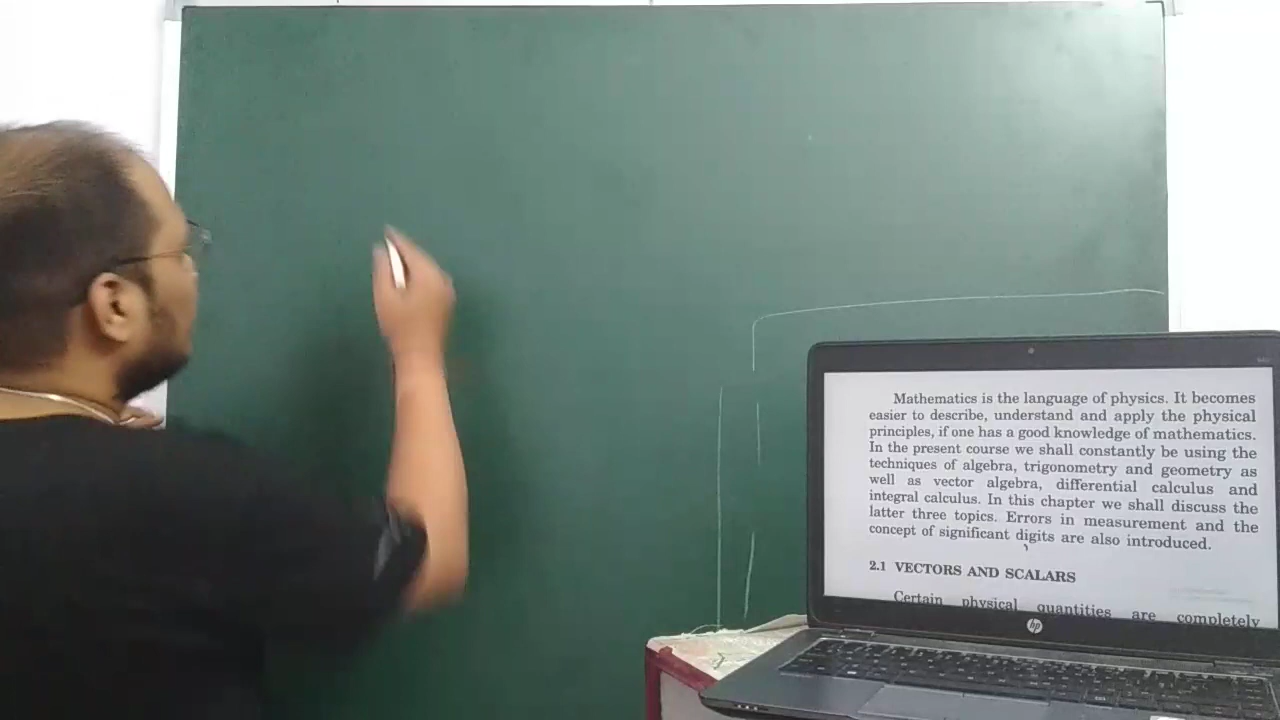 Mathematics is the language of physics. It becomes
easier to describe, understand and apply the physical
principles, if one has a good knowledge of mathematics.
In the present course we shall constantly be using the
techniques of algebra, trigonometry and geometry as
well as vector algebra, differential calculus and
integral calculus. In this chapter we shall discuss the
latter three topics. Errors in measurement and the
concept of significant digits are also introduced.
2.1 VECTORS AND SCALARS
Certain physical quantities are completely
hp